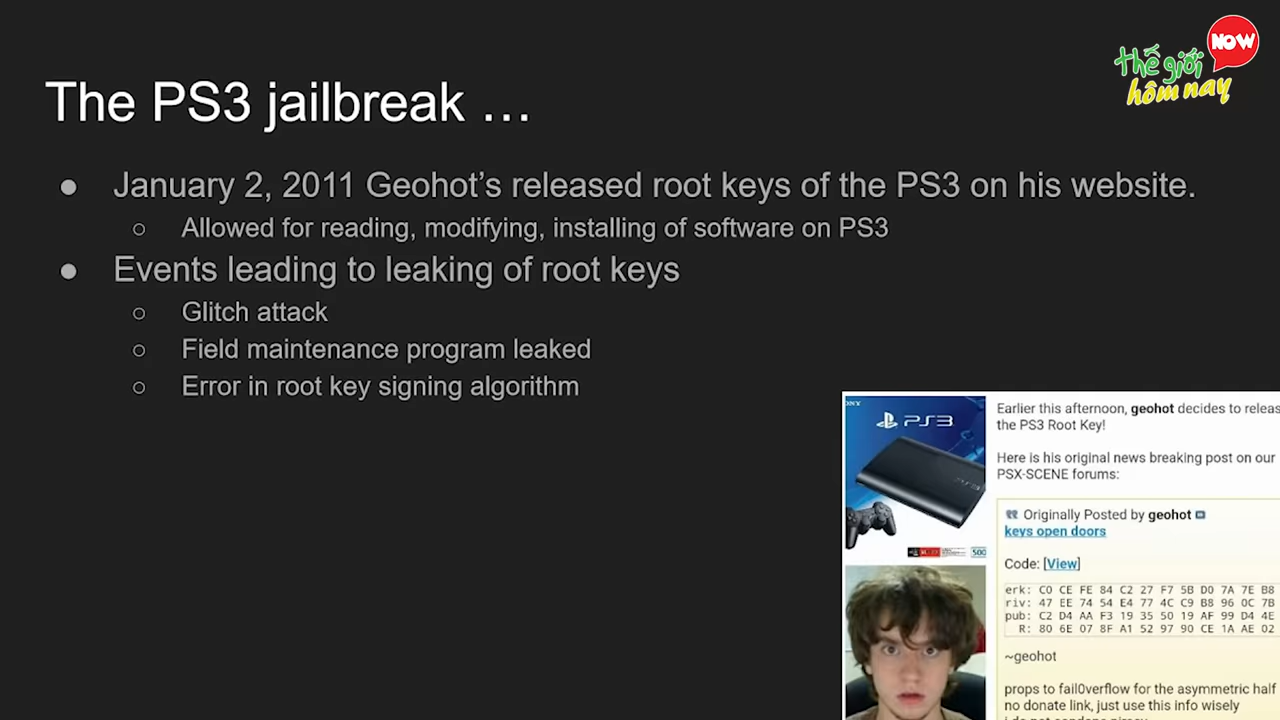 thế giới
hôm nay
NOW
The PS3 jailbreak …
● January 2, 2011 Geohot's released root keys of the PS3 on his website.
○ Allowed for reading, modifying, installing of software on PS3
● Events leading to leaking of root keys
○ Glitch attack
○ Field maintenance program leaked
○ Error in root key signing algorithm
PS3
500
Earlier this afternoon, geohot decides to releas
the PS3 Root Key!
Here is his original news breaking post on our
PSX-SCENE forums:
Originally Posted by geohot
keys open doors
Code: [View]
erk: C0 CE FE 84 C2 27 F7 5B D0 7A 7E B8
riv: 47 EE 74 54 E4 77 4C C9 B8 96 0C 7B
pub: C2 D4 AA F3 19 35 50 19 AF 99 D4 4E
R: 80 6E 07 8F A1 52 97 90 CE 1A AE 02
~geohot
props to fail0verflow for the asymmetric half
no donate link, just use this info wisely